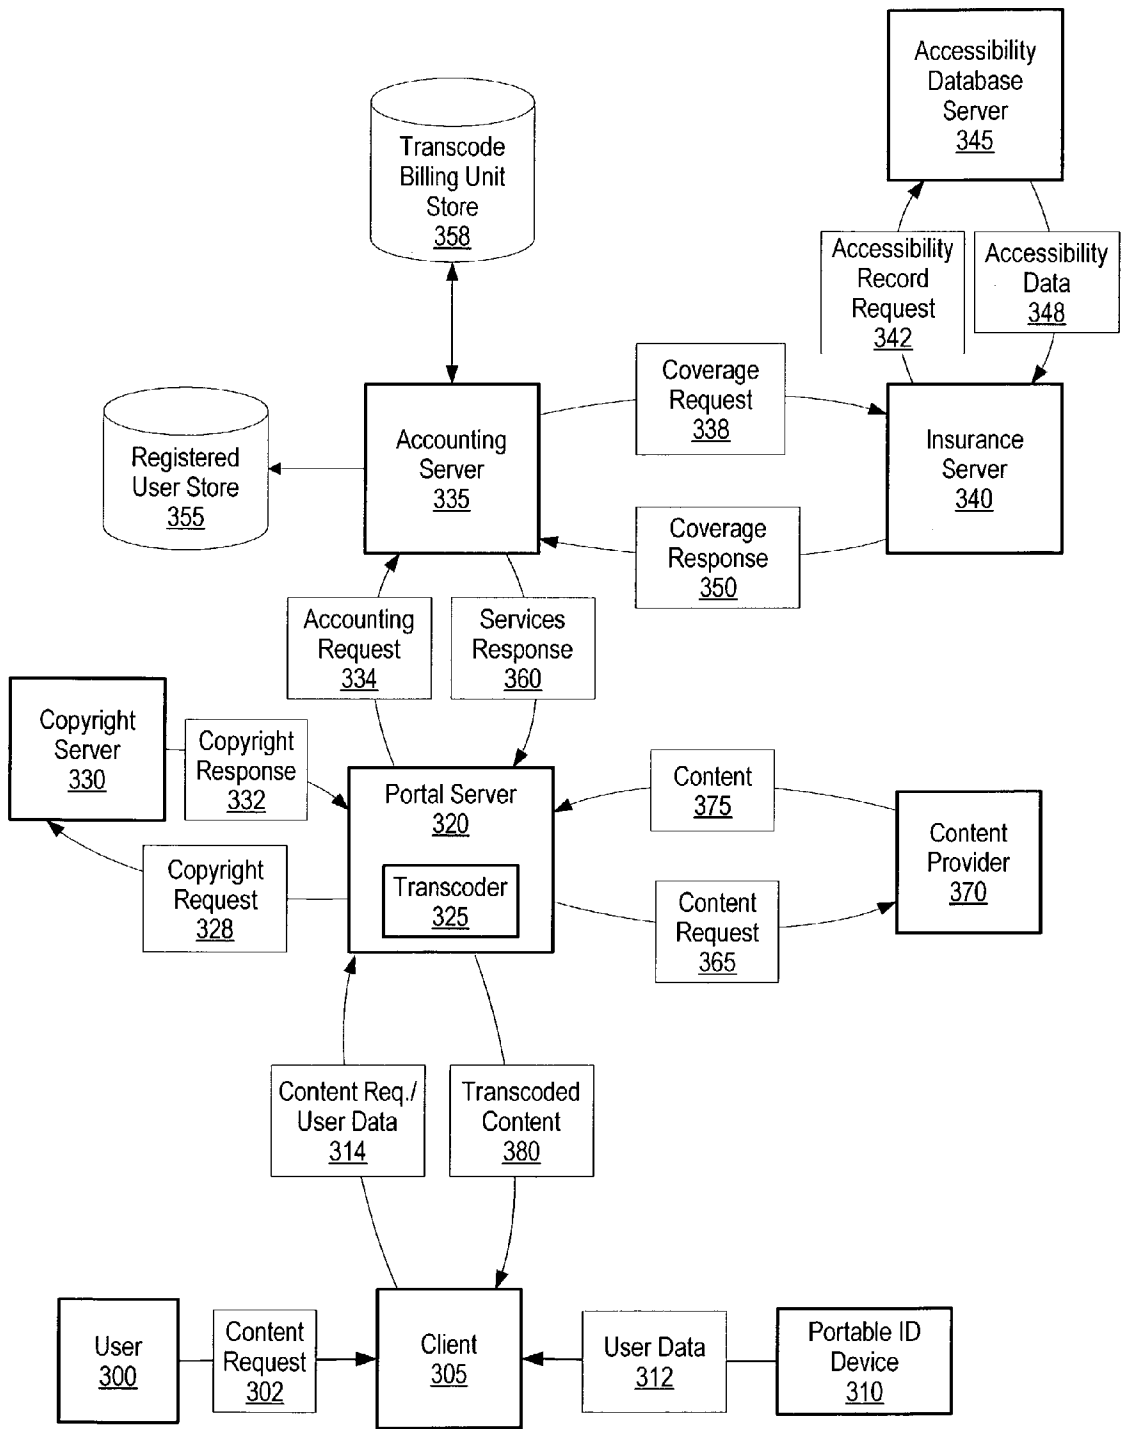 Accessibility
Database
Server
345
Transcode
Billing Unit
Store
358
Accessibility
Record
Request
342
Accessibility
Data
348
Coverage
Request
338
Accounting
Server
335
Insurance
Server
340
Registered
User Store
355
Coverage
Response
350
Accounting
Request
334
Services
Response
360
Copyright
Server
330
Copyright
Response
332
Portal Server
320
Content
375
Content
Provider
370
Transcoder
325
Copyright
Request
328
Content
Request
365
Content Req./
User Data
314
Transcoded
Content
380
User
300
Content
Request
302
Client
305
User Data
312
Portable ID
Device
310